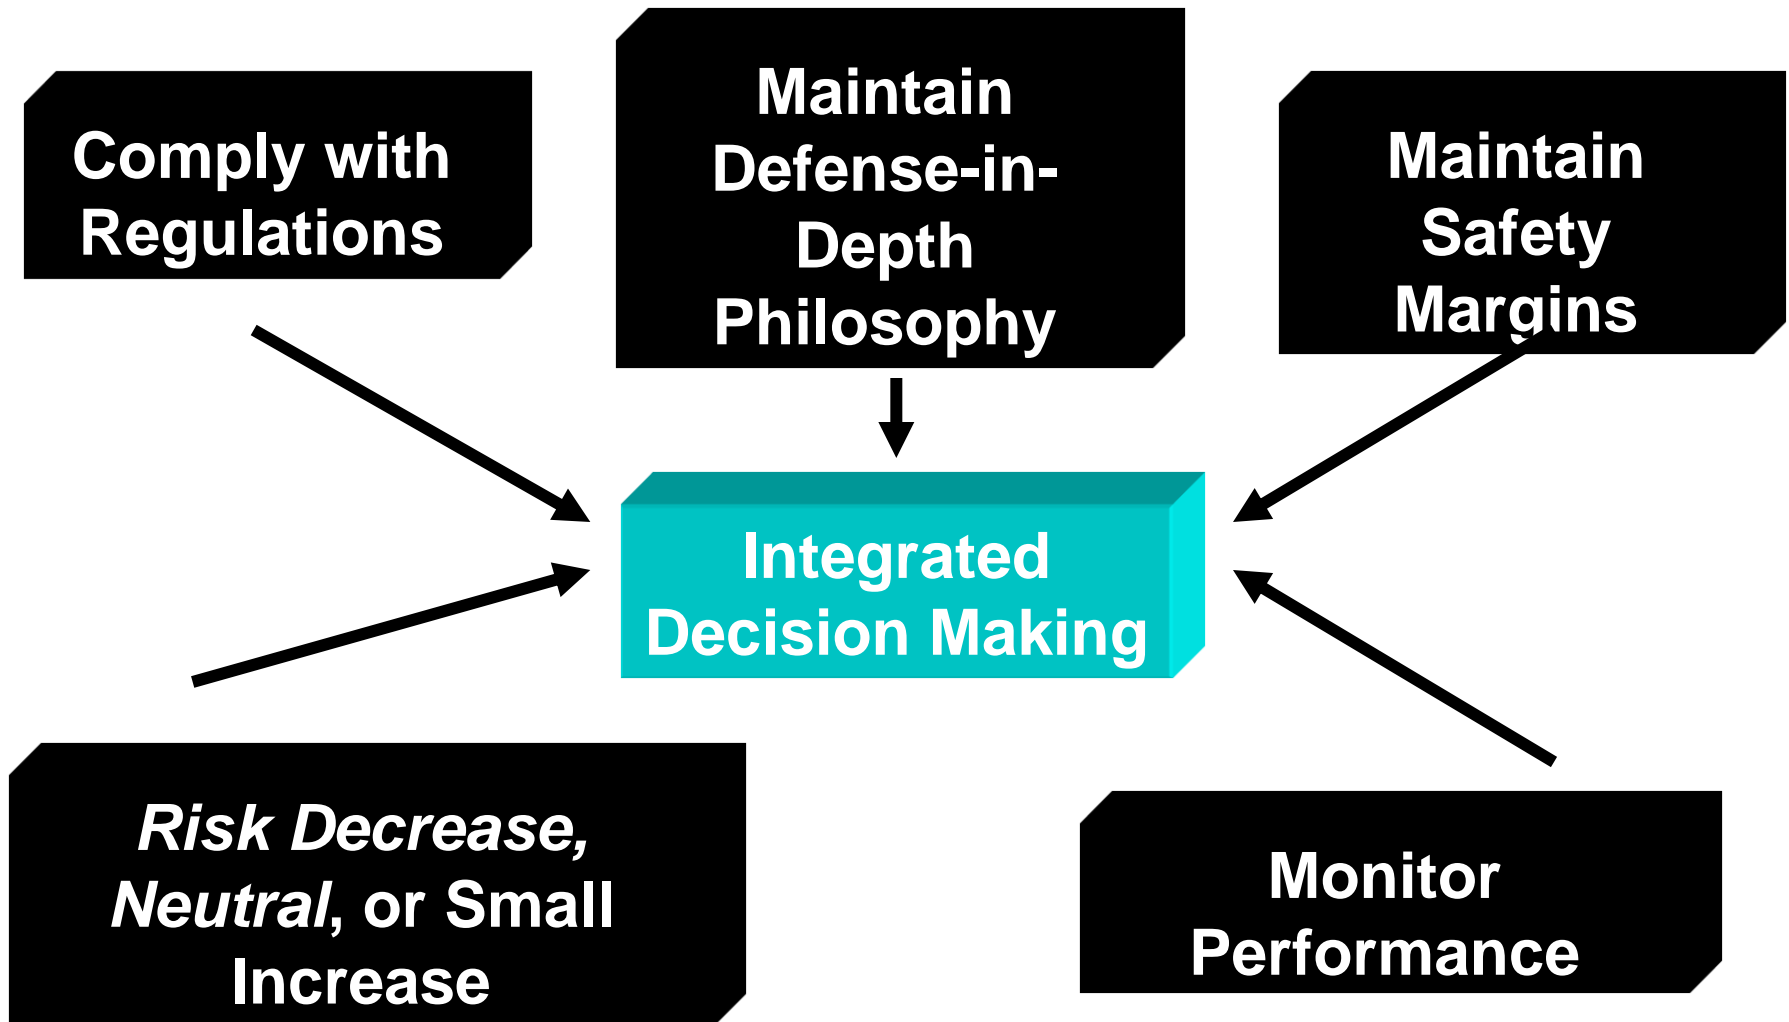 Comply with
Regulations
Maintain
Defense-in-
Depth
Philosophy
Maintain
Safety
Margins
Integrated
Decision Making
Risk Decrease,
Neutral, or Small
Increase
Monitor
Performance